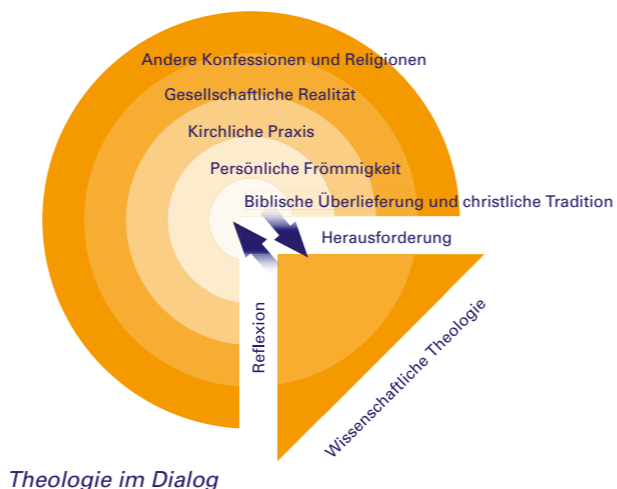 Andere Konfessionen und Religionen
Gesellschaftliche Realität
Kirchliche Praxis
Persönliche Frömmigkeit
Biblische Überlieferung und christliche Tradition
Herausforderung
Reflexion
Wissenschaftliche Theologie
Theologie im Dialog